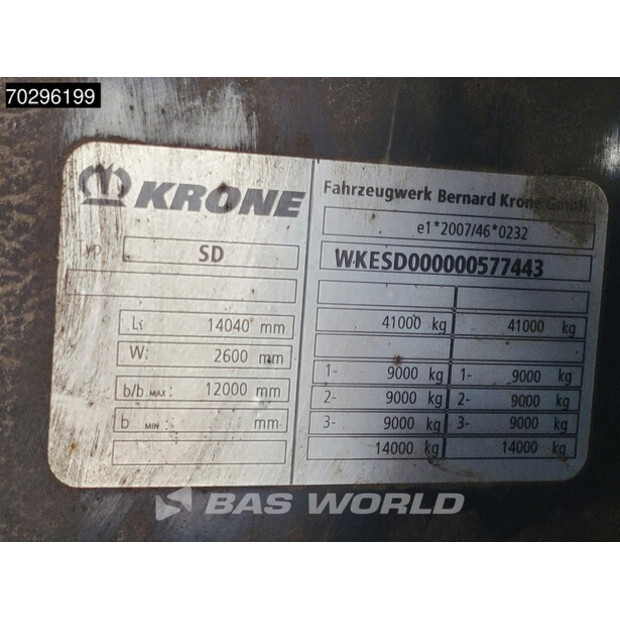 70296199
KRONE
Fahrzeugwerk Bernard Krone GmbH
e1*2007/46*0232
SD
WKESD000000577443
L: 14040 mm
W: 2600 mm
b/b MAX: 12000 mm
b MIN: mm
41000 kg 41000 kg
1- 9000 kg 1- 9000 kg
2- 9000 kg 2- 9000 kg
3- 9000 kg 3- 9000 kg
14000 kg 14000 kg
BAS WORLD